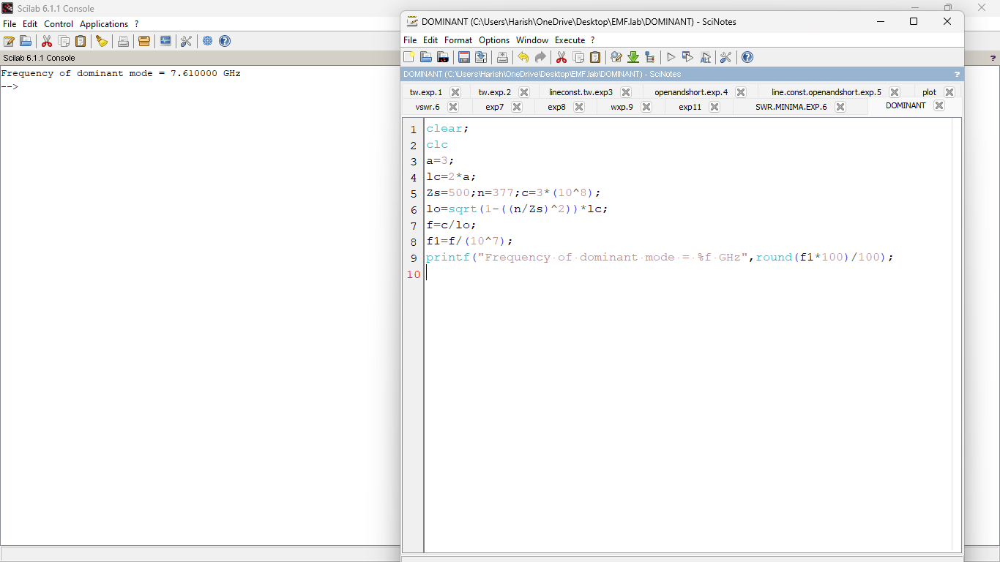 Scilab 6.1.1 Console
File Edit Control Applications ?
Scilab 6.1.1 Console
?
Frequency of dominant mode = 7.610000 GHz
-->
DOMINANT (C:\Users\Harish\OneDrive\Desktop\EMF.lab\DOMINANT) - SciNotes
File Edit Format Options Window Execute ?
DOMINANT (C:\Users\Harish\OneDrive\Desktop\EMF.lab\DOMINANT) - SciNotes
?
tw.exp.1 tw.exp.2 lineconst.tw.exp3 openandshort.exp.4 line.const.openandshort.exp.5 plot
vswr.6 exp7 exp8 wxp.9 exp11 SWR.MINIMA.EXP.6 DOMINANT
1 clear;
2 clc
3 a=3;
4 lc=2*a;
5 Zs=500;n=377;c=3*(10^8);
6 lo=sqrt(1-((n/Zs)^2))*lc;
7 f=c/lo;
8 f1=f/(10^7);
9 printf("Frequency of dominant mode = %f GHz",round(f1*100)/100);
10